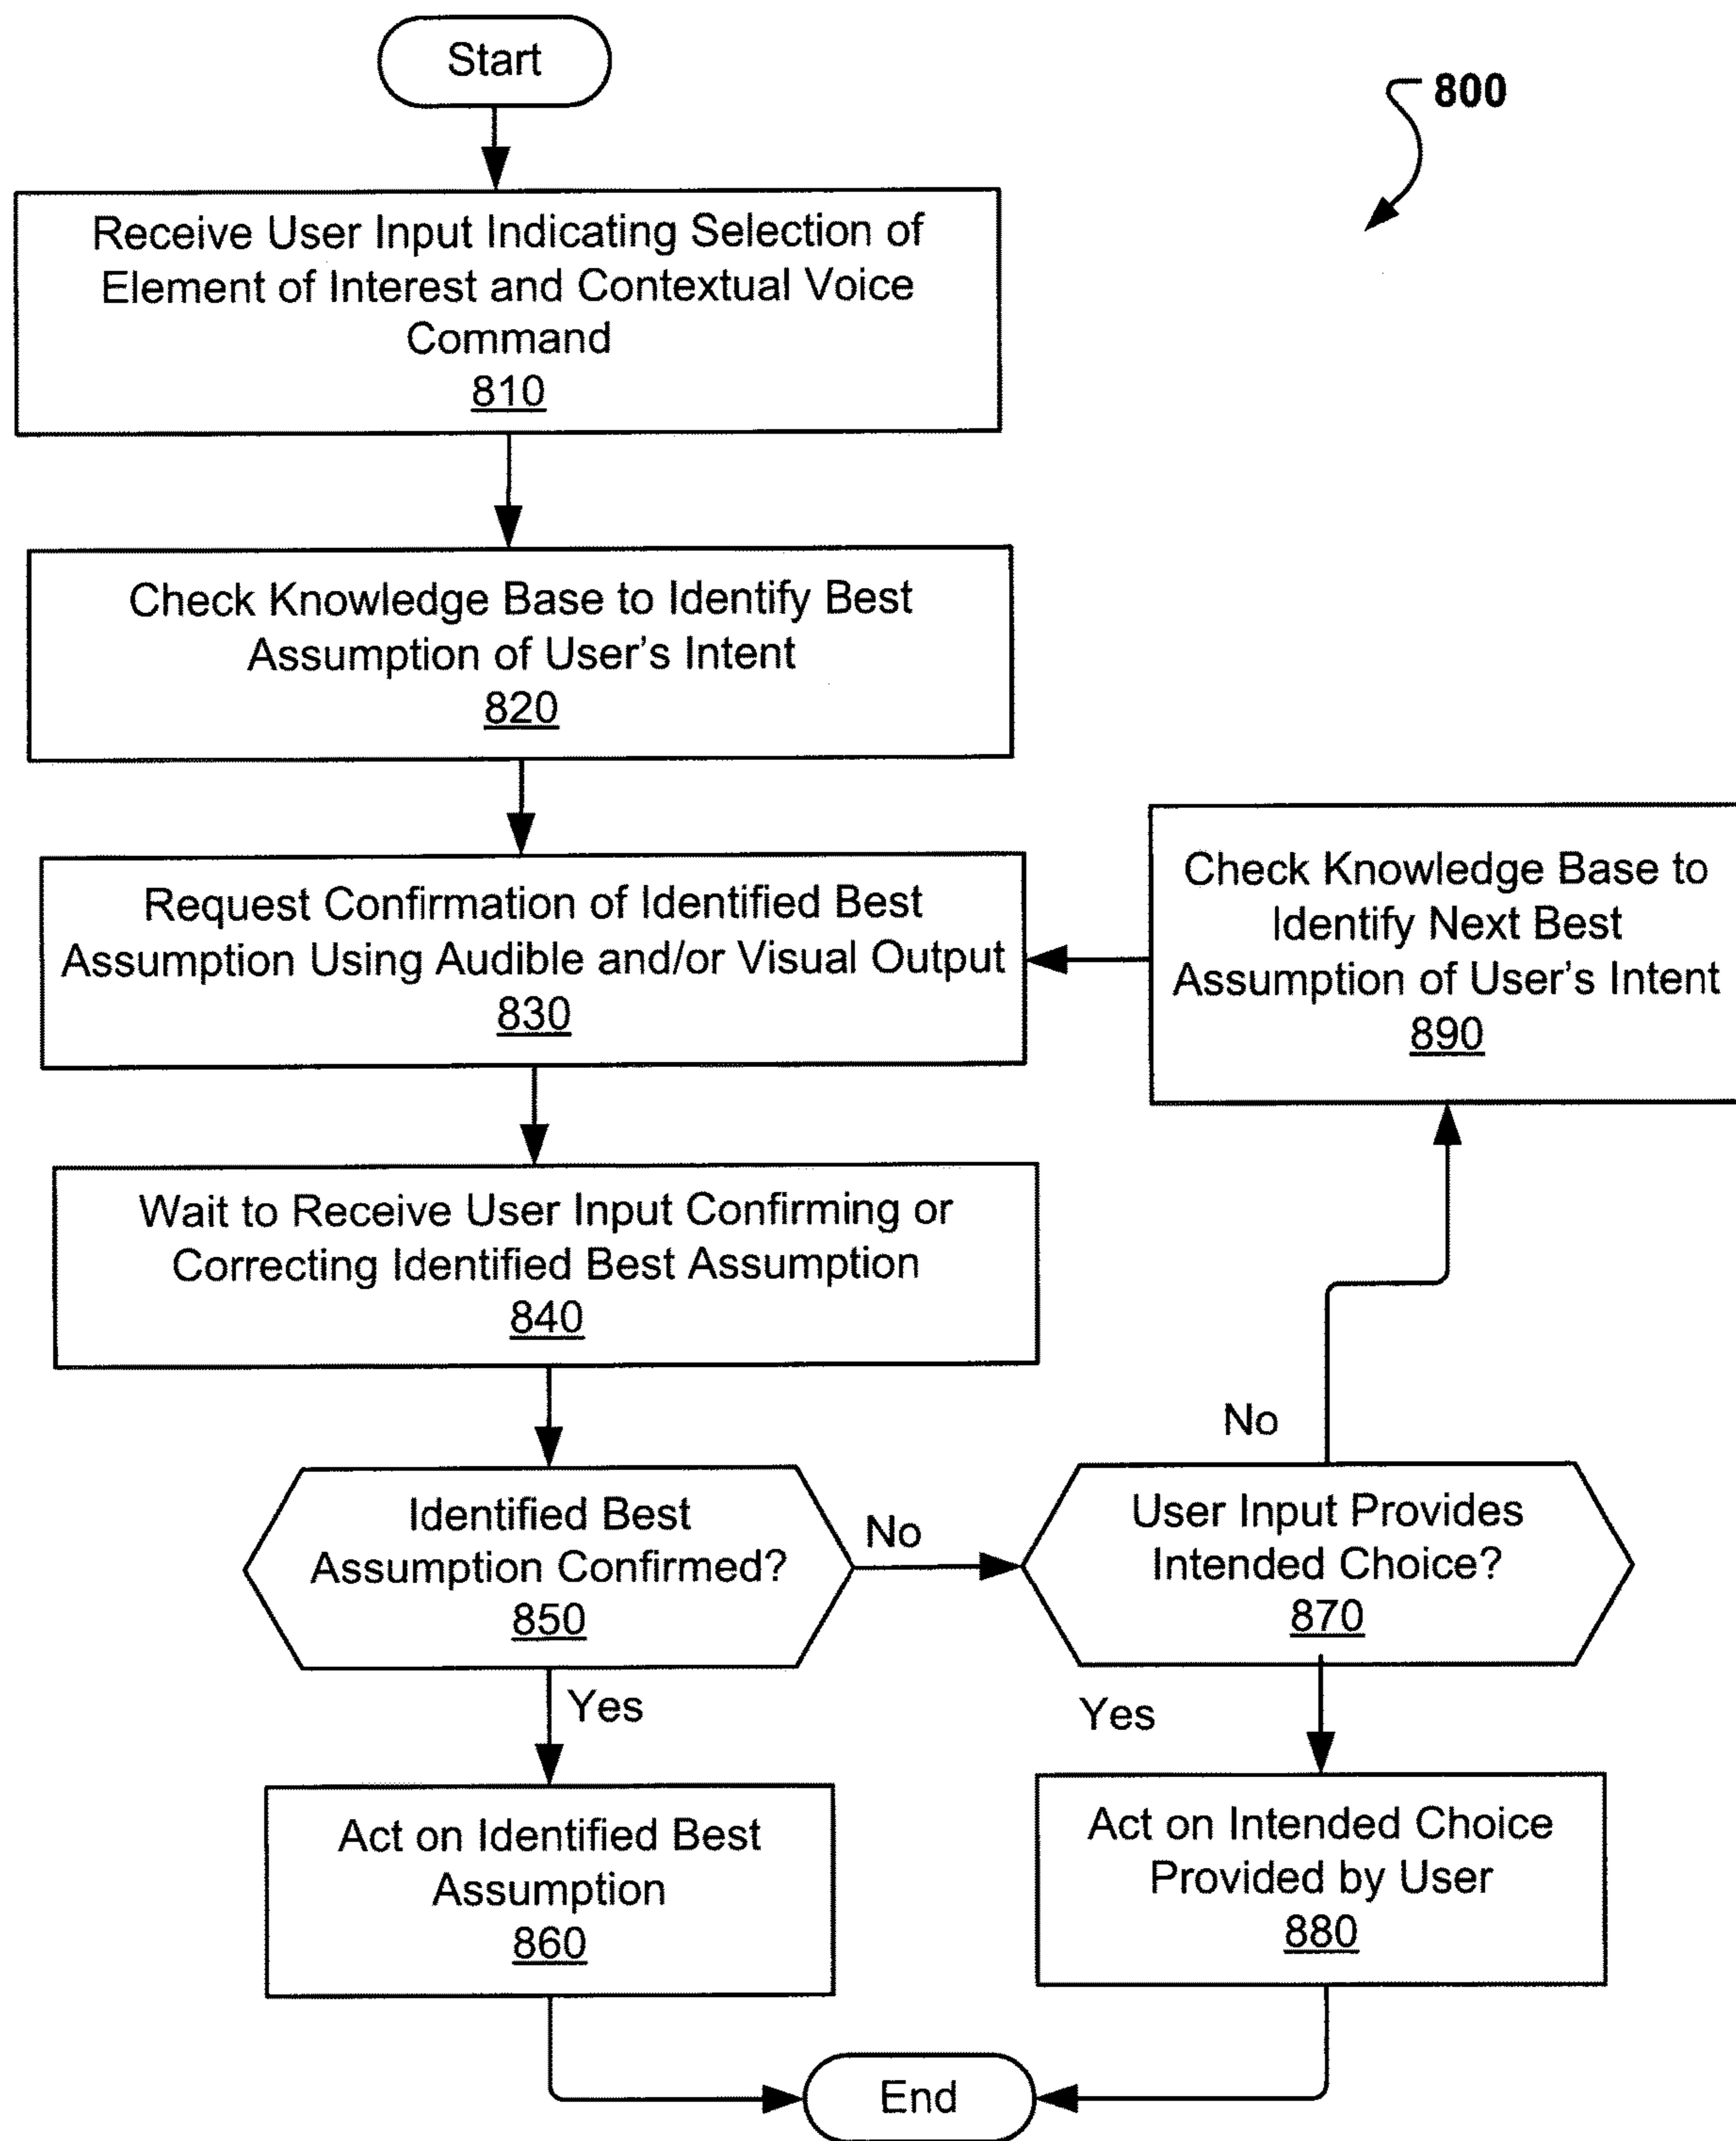 Start
800
Receive User Input Indicating Selection of
Element of Interest and Contextual Voice
Command
810
Check Knowledge Base to Identify Best
Assumption of User's Intent
820
Request Confirmation of Identified Best
Assumption Using Audible and/or Visual Output
830
Check Knowledge Base to
Identify Next Best
Assumption of User's Intent
890
Wait to Receive User Input Confirming or
Correcting Identified Best Assumption
840
Identified Best
Assumption Confirmed?
850
No
User Input Provides
Intended Choice?
870
No
Yes
Yes
Act on Identified Best
Assumption
860
Act on Intended Choice
Provided by User
880
End